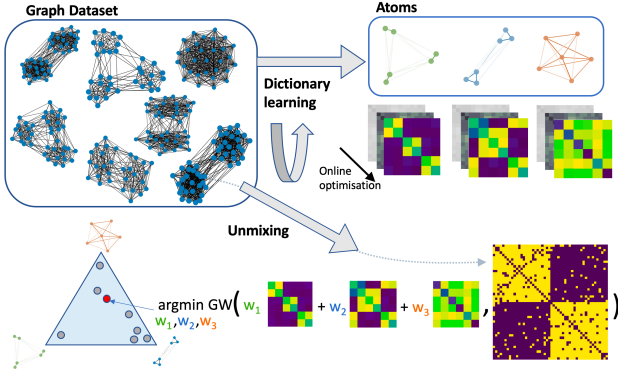 Graph Dataset
Atoms
Dictionary
learning
Online
optimisation
Unmixing
argmin GW ( w1 + w2 + w3 , )
w1,w2,w3